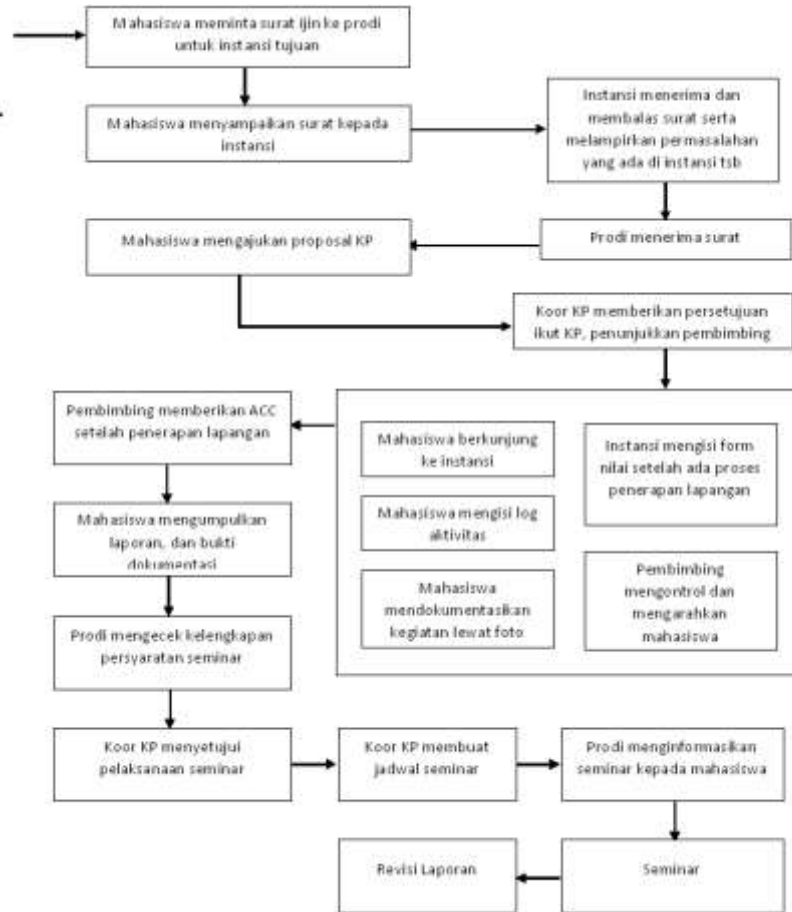 Mahasiswa meminta surat ijin ke prodi
untuk instansi tujuan
Mahasiswa menyampaikan surat kepada
instansi
Instansi menerima dan
membalas surat serta
melampirkan permasalahan
yang ada di instansi tsb
Prodi menerima surat
Mahasiswa mengajukan proposal KP
Koor KP memberikan persetujuan
ikut KP, penunjukkan pembimbing
Mahasiswa berkunjung
ke instansi
Mahasiswa mengisi log
aktivitas
Mahasiswa
mendokumentasikan
kegiatan lewat foto
Instansi mengisi form
nilai setelah ada proses
penerapan lapangan
Pembimbing
mengontrol dan
mengarahkan
mahasiswa
Pembimbing memberikan ACC
setelah penerapan lapangan
Mahasiswa mengumpulkan
laporan, dan bukti
dokumentasi
Prodi mengecek kelengkapan
persyaratan seminar
Koor KP menyetujui
pelaksanaan seminar
Koor KP membuat
jadwal seminar
Prodi menginformasikan
seminar kepada mahasiswa
Seminar
Revisi Laporan